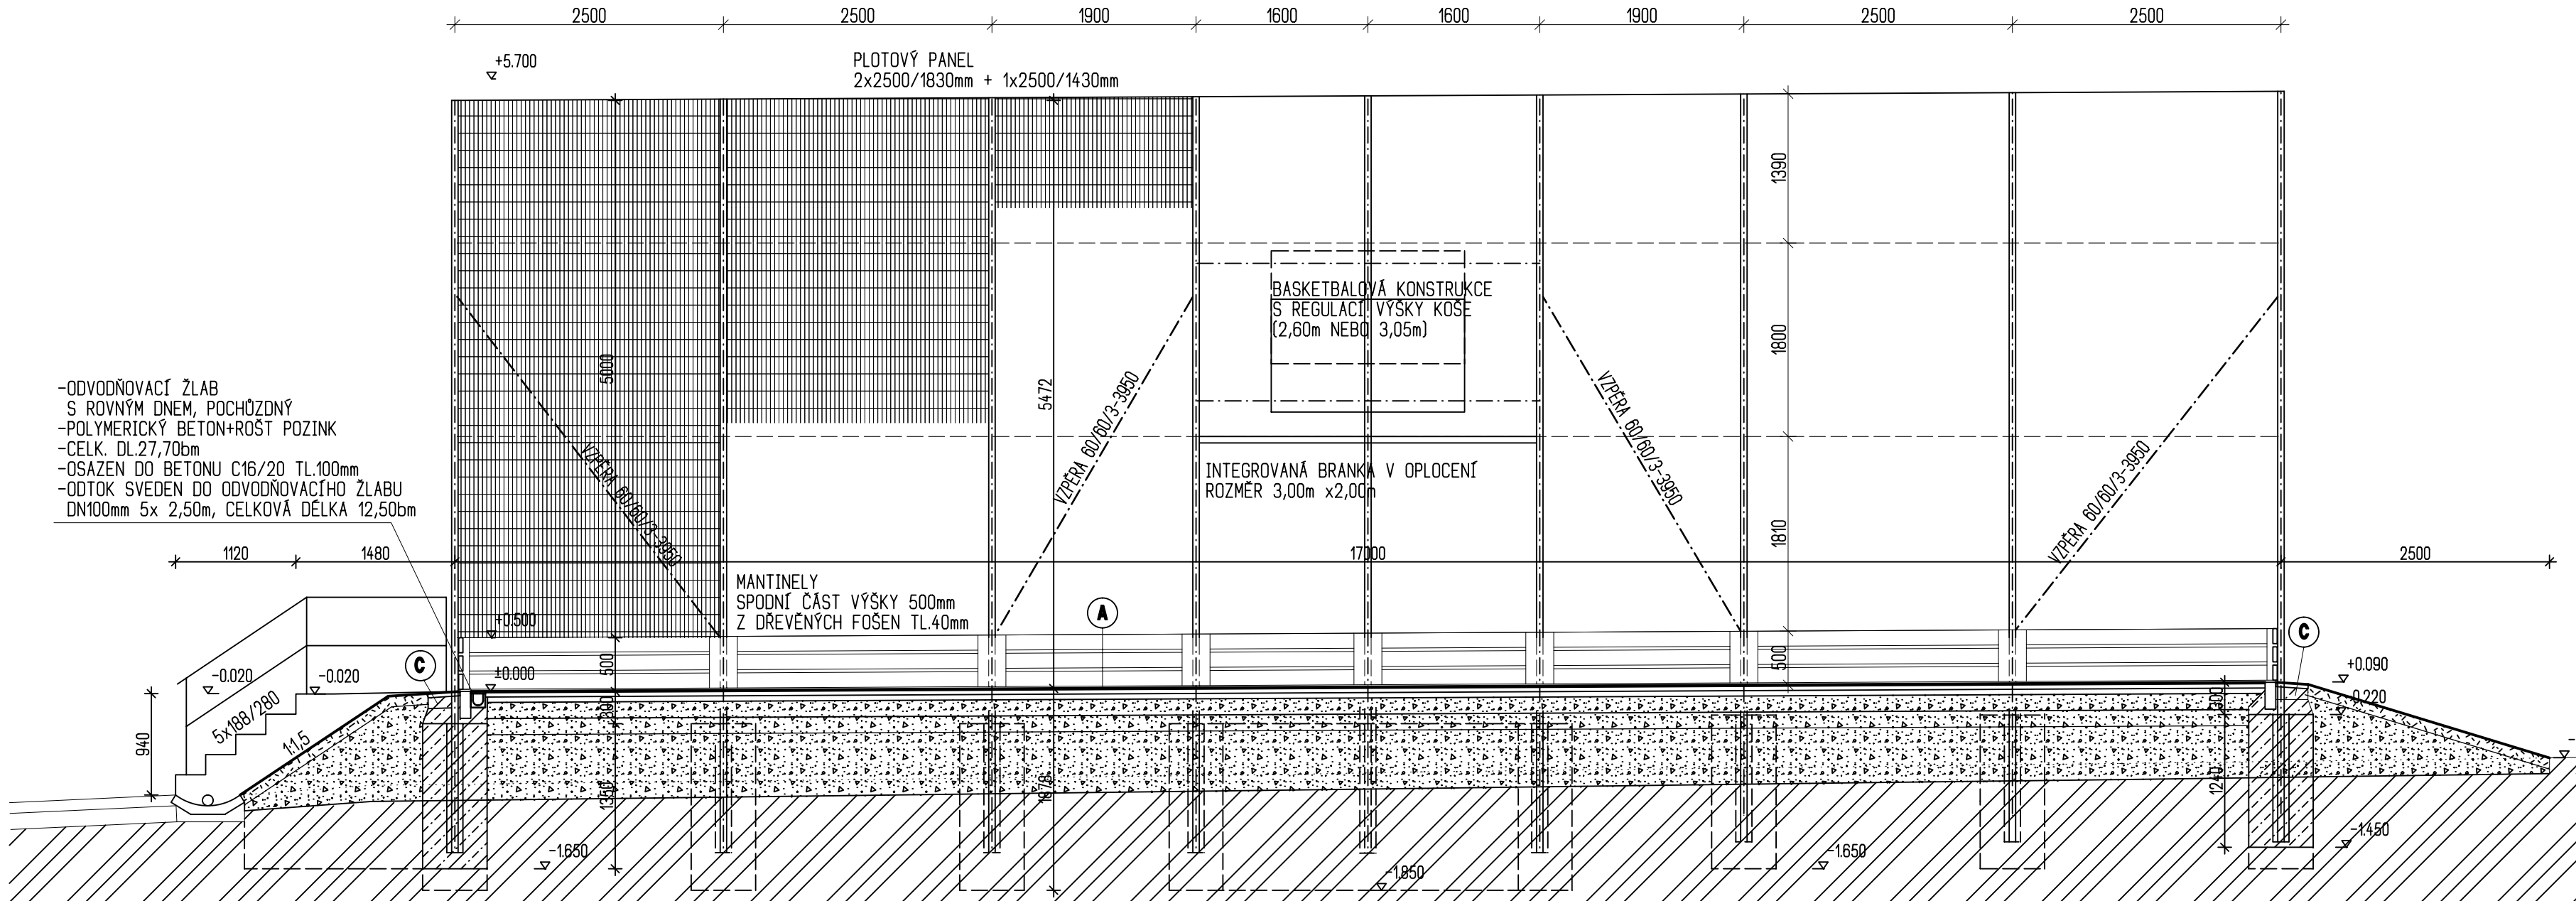 2500
2500
1900
1600
1600
1900
2500
2500
+5.700
PLOTOVÝ PANEL
2x2500/1830mm + 1x2500/1430mm
1390
BASKETBALOVÁ KONSTRUKCE
S REGULACÍ VÝŠKY KOŠE
(2,60m NEBO 3,05m)
1800
5000
5472
VZPĚRA 60/60/3-3950
VZPĚRA 60/60/3-3950
VZPĚRA 60/60/3-3950
VZPĚRA 60/60/3-3950
-ODVODŇOVACÍ ŽLAB
S ROVNÝM DNEM, POCHŮZDNÝ
-POLYMERICKÝ BETON+ROŠT POZINK
-CELK. DL.27,70bm
-OSAZEN DO BETONU C16/20 TL.100mm
-ODTOK SVEDEN DO ODVODŇOVACÍHO ŽLABU
DN100mm 5x 2,50m, CELKOVÁ DÉLKA 12,50bm
INTEGROVANÁ BRANKA V OPLOCENÍ
ROZMĚR 3,00m x2,00m
1810
1120
1480
17000
2500
MANTINELY
SPODNÍ ČÁST VÝŠKY 500mm
Z DŘEVĚNÝCH FOŠEN TL.40mm
A
+0.500
C
C
500
500
-0.020
-0.020
±0.000
+0.090
-0.220
300
5x188/280
1:1,5
940
1240
-1.650
-1.850
-1.650
-1.450